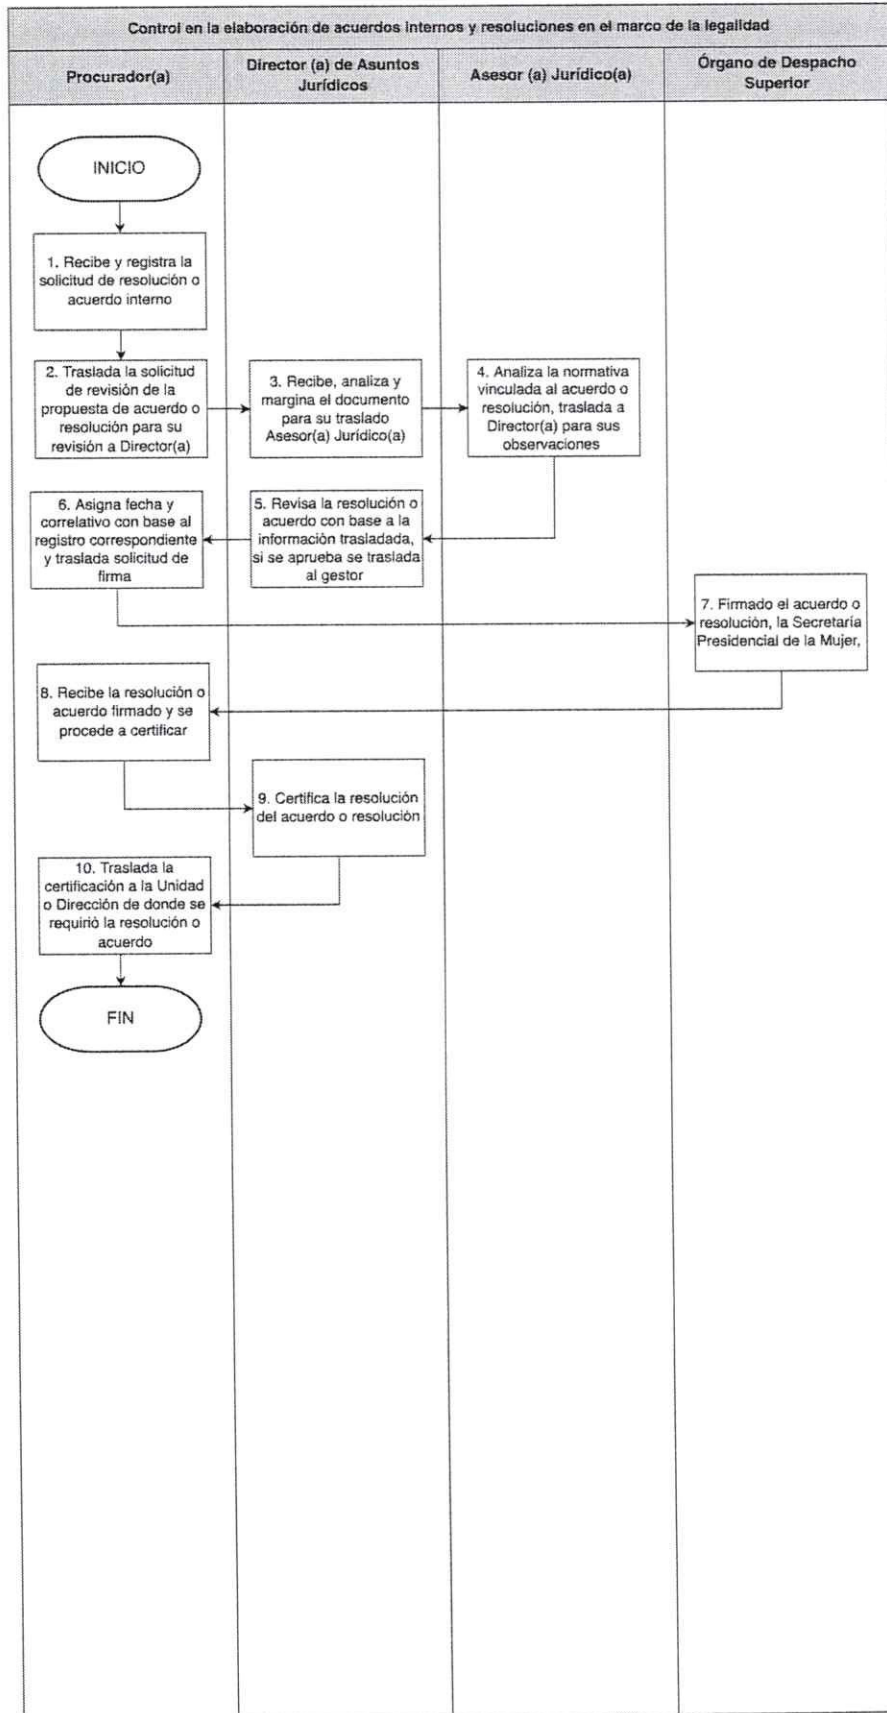 Control en la elaboración de acuerdos internos y resoluciones en el marco de la legalidad
Procurador(a)
Director (a) de Asuntos
Jurídicos
Asesor (a) Jurídico(a)
Órgano de Despacho
Superior
INICIO
1. Recibe y registra la
solicitud de resolución o
acuerdo interno
2. Traslada la solicitud
de revisión de la
propuesta de acuerdo o
resolución para su
revisión a Director(a)
3. Recibe, analiza y
margina el documento
para su traslado
Asesor(a) Jurídico(a)
4. Analiza la normativa
vinculada al acuerdo o
resolución, traslada a
Director(a) para sus
observaciones
5. Revisa la resolución o
acuerdo con base a la
información trasladada,
si se aprueba se traslada
al gestor
6. Asigna fecha y
correlativo con base al
registro correspondiente
y traslada solicitud de
firma
7. Firmado el acuerdo o
resolución, la Secretaría
Presidencial de la Mujer,
8. Recibe la resolución o
acuerdo firmado y se
procede a certificar
9. Certifica la resolución
del acuerdo o resolución
10. Traslada la
certificación a la Unidad
o Dirección de donde se
requirió la resolución o
acuerdo
FIN